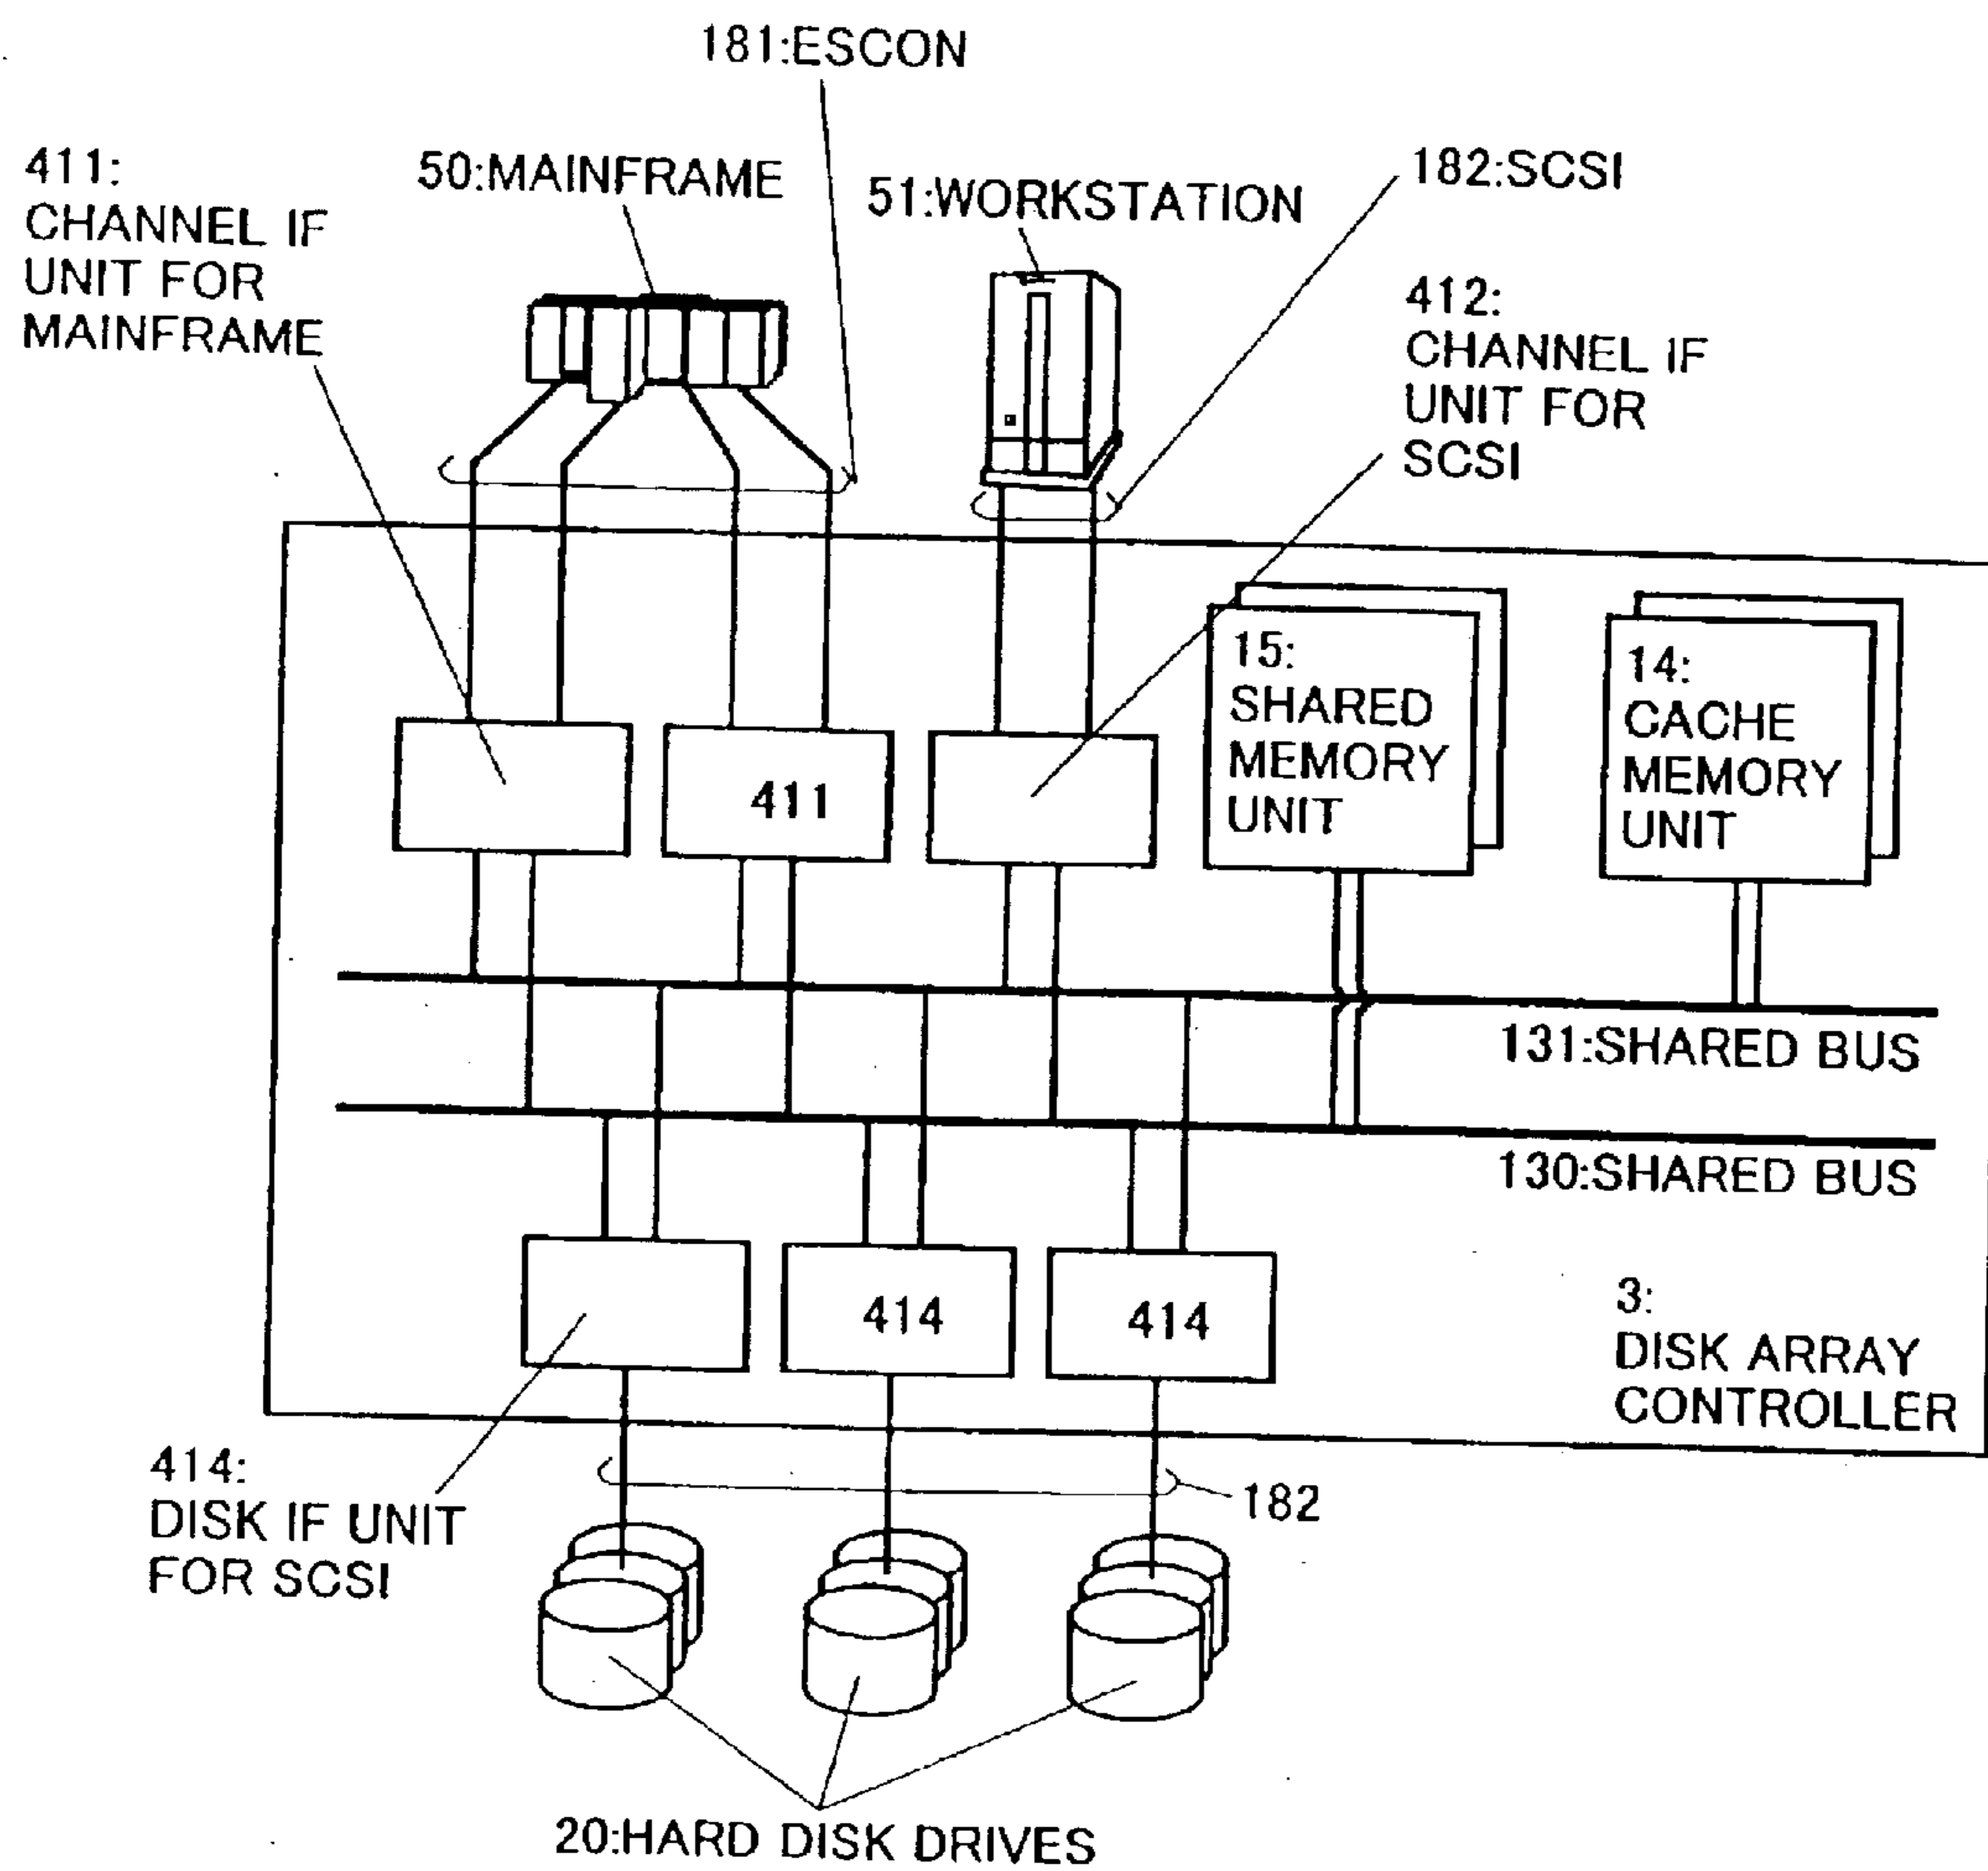 181:ESCON
411:
CHANNEL IF
UNIT FOR
MAINFRAME
50:MAINFRAME
51:WORKSTATION
182:SCSI
412:
CHANNEL IF
UNIT FOR
SCSI
15:
SHARED
MEMORY
UNIT
14:
CACHE
MEMORY
UNIT
411
131:SHARED BUS
130:SHARED BUS
414
414
3:
DISK ARRAY
CONTROLLER
414:
DISK IF UNIT
FOR SCSI
182
20:HARD DISK DRIVES